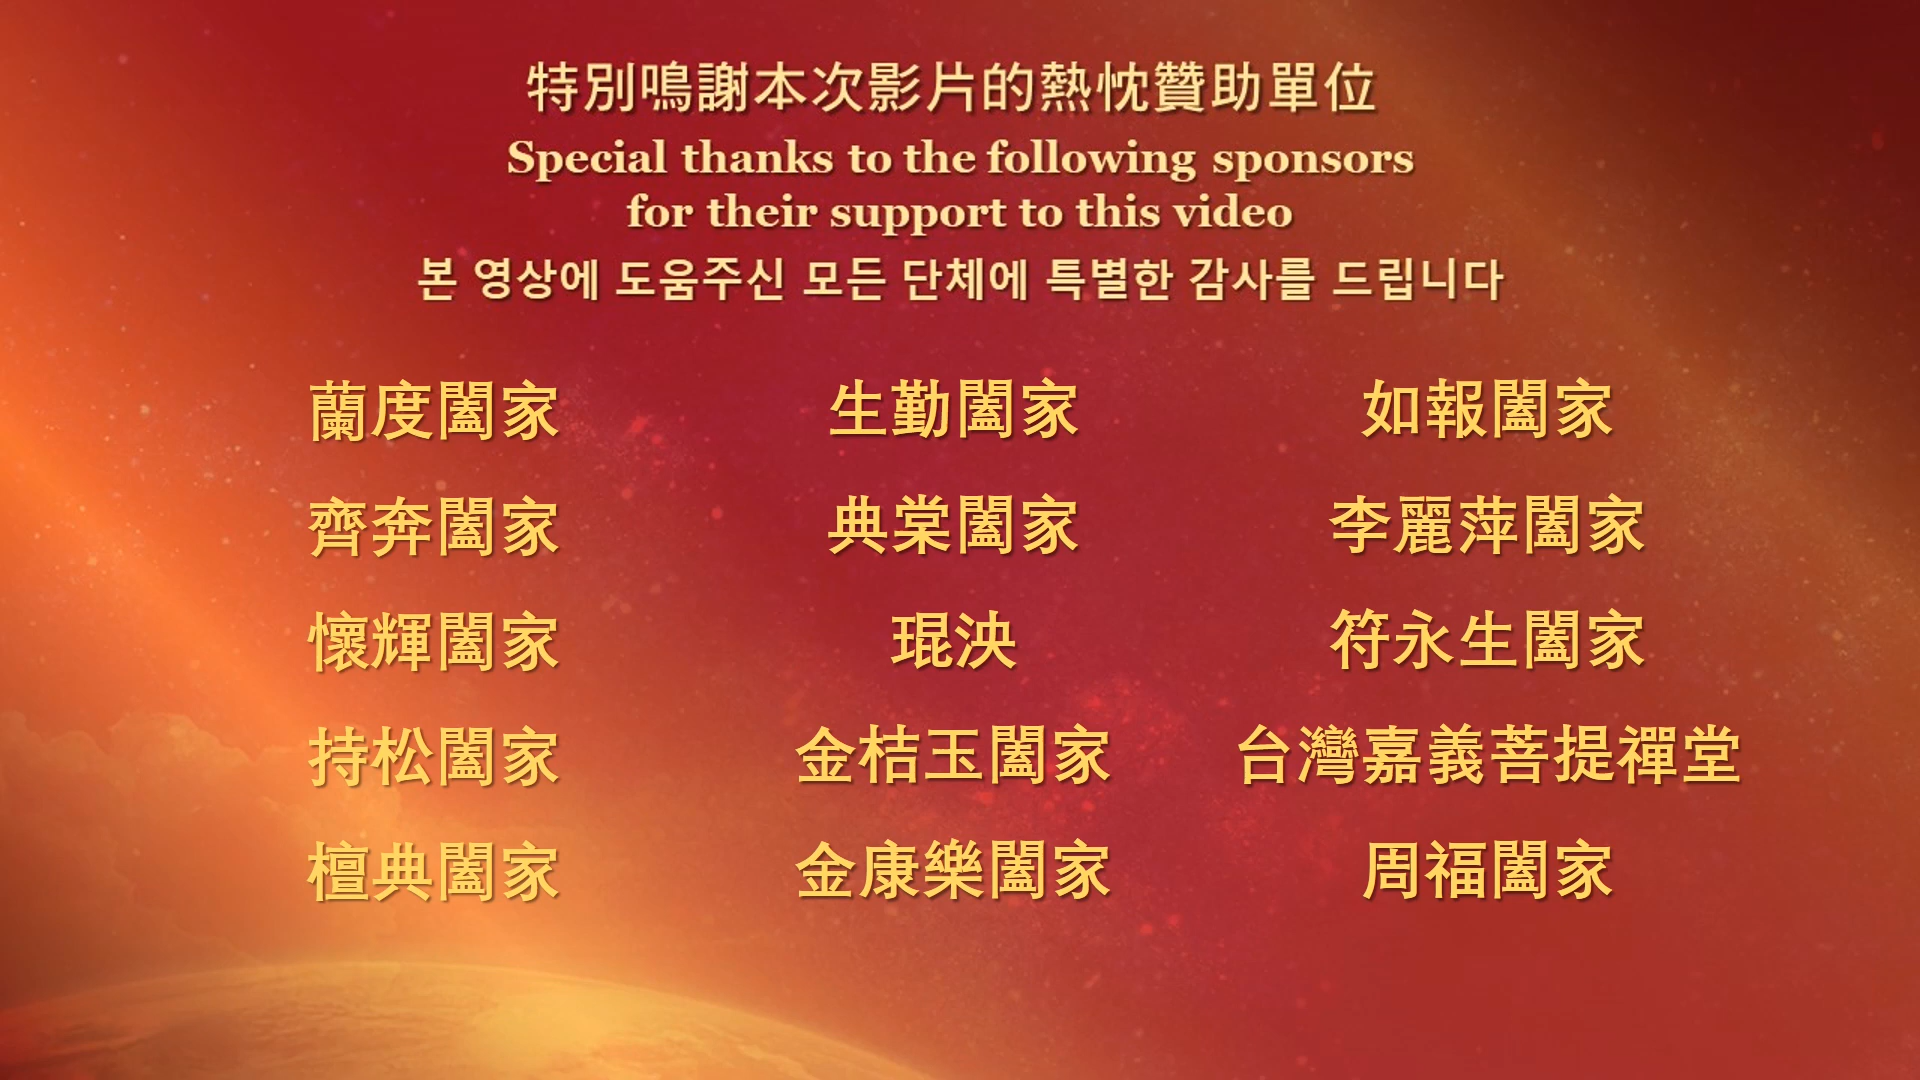 特別鳴謝本次影片的熱忱贊助單位
Special thanks to the following sponsors
for their support to this video
본 영상에 도움주신 모든 단체에 특별한 감사를 드립니다
蘭度闔家 生勤闔家 如報闔家
齊奔闔家 典棠闔家 李麗萍闔家
懷輝闔家 琨泱 符永生闔家
持松闔家 金桔玉闔家 台灣嘉義菩提禪堂
檀典闔家 金康樂闔家 周福闔家